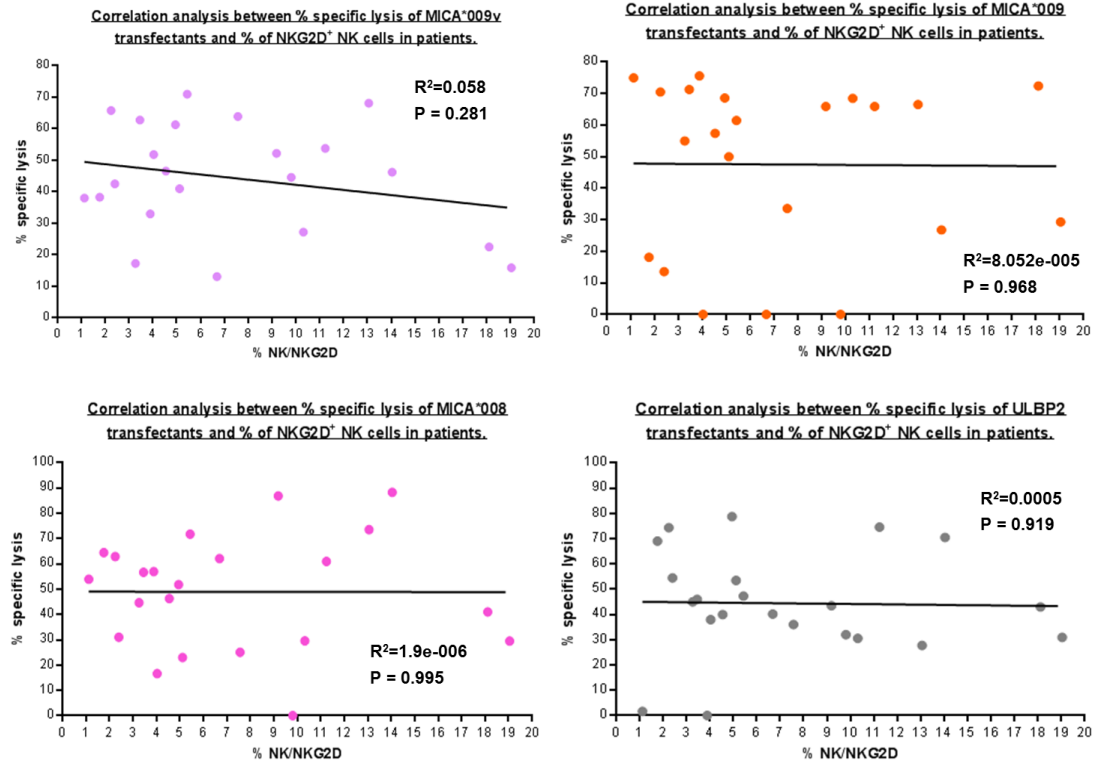 Correlation analysis between % specific lysis of MICA*009v
transfectants and % of NKG2D⁺ NK cells in patients.
80
70
60
50
40
30
20
10
0
% specific lysis
R²=0.058
P = 0.281
0 1 2 3 4 5 6 7 8 9 10 11 12 13 14 15 16 17 18 19 20
% NK/NKG2D
Correlation analysis between % specific lysis of MICA*009
transfectants and % of NKG2D⁺ NK cells in patients.
80
70
60
50
40
30
20
10
0
% specific lysis
R²=8.052e-005
P = 0.968
0 1 2 3 4 5 6 7 8 9 10 11 12 13 14 15 16 17 18 19 20
% NK/NKG2D
Correlation analysis between % specific lysis of MICA*008
transfectants and % of NKG2D⁺ NK cells in patients.
100
90
80
70
60
50
40
30
20
10
0
% specific lysis
R²=1.9e-006
P = 0.995
0 1 2 3 4 5 6 7 8 9 10 11 12 13 14 15 16 17 18 19 20
% NK/NKG2D
Correlation analysis between % specific lysis of ULBP2
transfectants and % of NKG2D⁺ NK cells in patients.
100
90
80
70
60
50
40
30
20
10
0
% specific lysis
R²=0.0005
P = 0.919
0 1 2 3 4 5 6 7 8 9 10 11 12 13 14 15 16 17 18 19 20
% NK/NKG2D